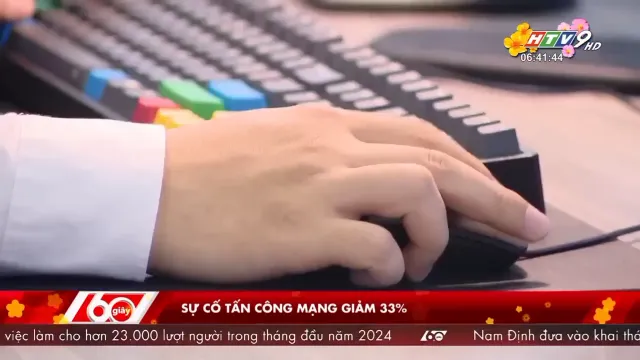 HTV9 HD
06:41:44
60 giây
SỰ CỐ TẤN CÔNG MẠNG GIẢM 33%
việc làm cho hơn 23.000 lượt người trong tháng đầu năm 2024 60 Nam Định đưa vào khai thá